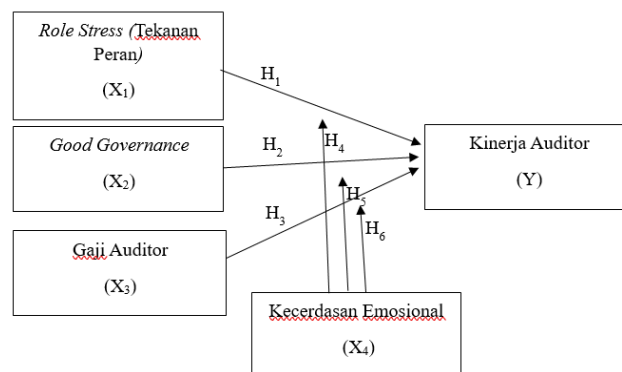 Role Stress (Tekanan
Peran)
(X₁)
H₁
Good Governance
(X₂)
H₂
H₄
Kinerja Auditor
(Y)
H₃
H₅
H₆
Gaji Auditor
(X₃)
Kecerdasan Emosional
(X₄)